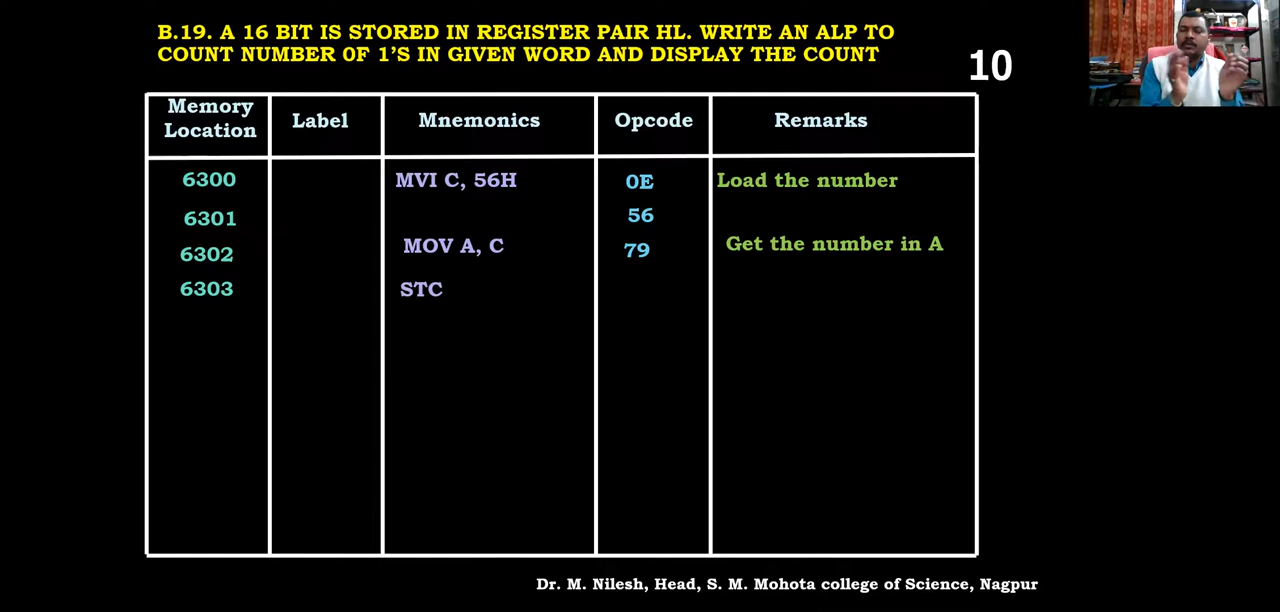 B.19. A 16 BIT IS STORED IN REGISTER PAIR HL. WRITE AN ALP TO
COUNT NUMBER 0F 1'S IN GIVEN WORD AND DISPLAY THE COUNT
10
Memory Location Label Mnemonics Opcode Remarks
6300 MVI C, 56H 0E Load the number
6301 56
6302 MOV A, C 79 Get the number in A
6303 STC
Dr. M. Nilesh, Head, S. M. Mohota college of Science, Nagpur